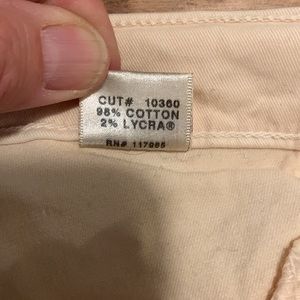 CUT# 10360
98% COTTON
2% LYCRA®
RN# 117985